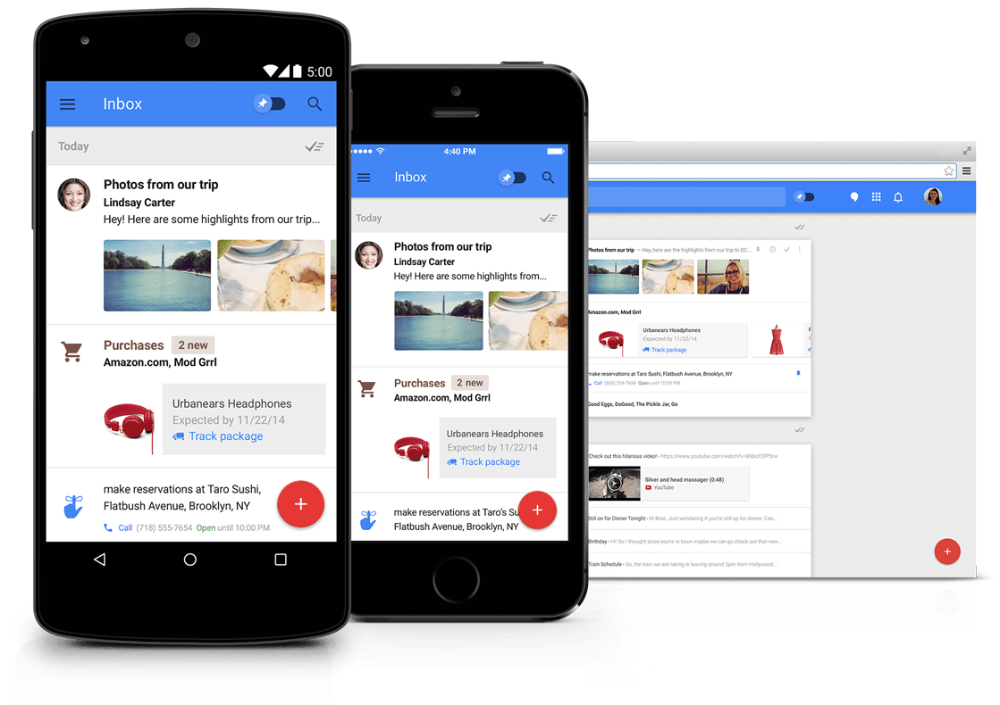 5:00
Inbox
Today
Photos from our trip
Lindsay Carter
Hey! Here are some highlights from our trip...
Purchases 2 new
Amazon.com, Mod Grrl
Urbanears Headphones
Expected by 11/22/14
Track package
make reservations at Taro Sushi,
Flatbush Avenue, Brooklyn, NY
Call (718) 555-7654 Open until 10:00 PM
4:40 PM
Inbox
Today
Photos from our trip
Lindsay Carter
Hey! Here are some highlights from...
Purchases 2 new
Amazon.com, Mod Grrl
Urbanears Headphones
Expected by 11/22/14
Track package
make reservations at Taro's Su
Flatbush Avenue, Brooklyn, NY
Photos from our trip – Hey, here are the highlights from our trip to DC...
Amazon.com, Mod Grrl
Urbanears Headphones
Expected by 11/22/14
Track package
make reservations at Taro Sushi, Flatbush Avenue, Brooklyn, NY
Call (555) 234-7654 Open until 10:00 PM
Good Eggs, DoGood, The Pickle Jar, Go
Check out this hilarious video! - https://www.youtube.com/watch?v=
Silver and head massager (0:48)
YouTube
Still on for Dinner Tonight - Hi Bree, Just wondering if you're still up for dinner. Can...
Birthday - Hi! So I thought since you're in town maybe we can go check out that new...
Train Schedule - So, the train we are taking is leaving around 5pm from Hollywood...